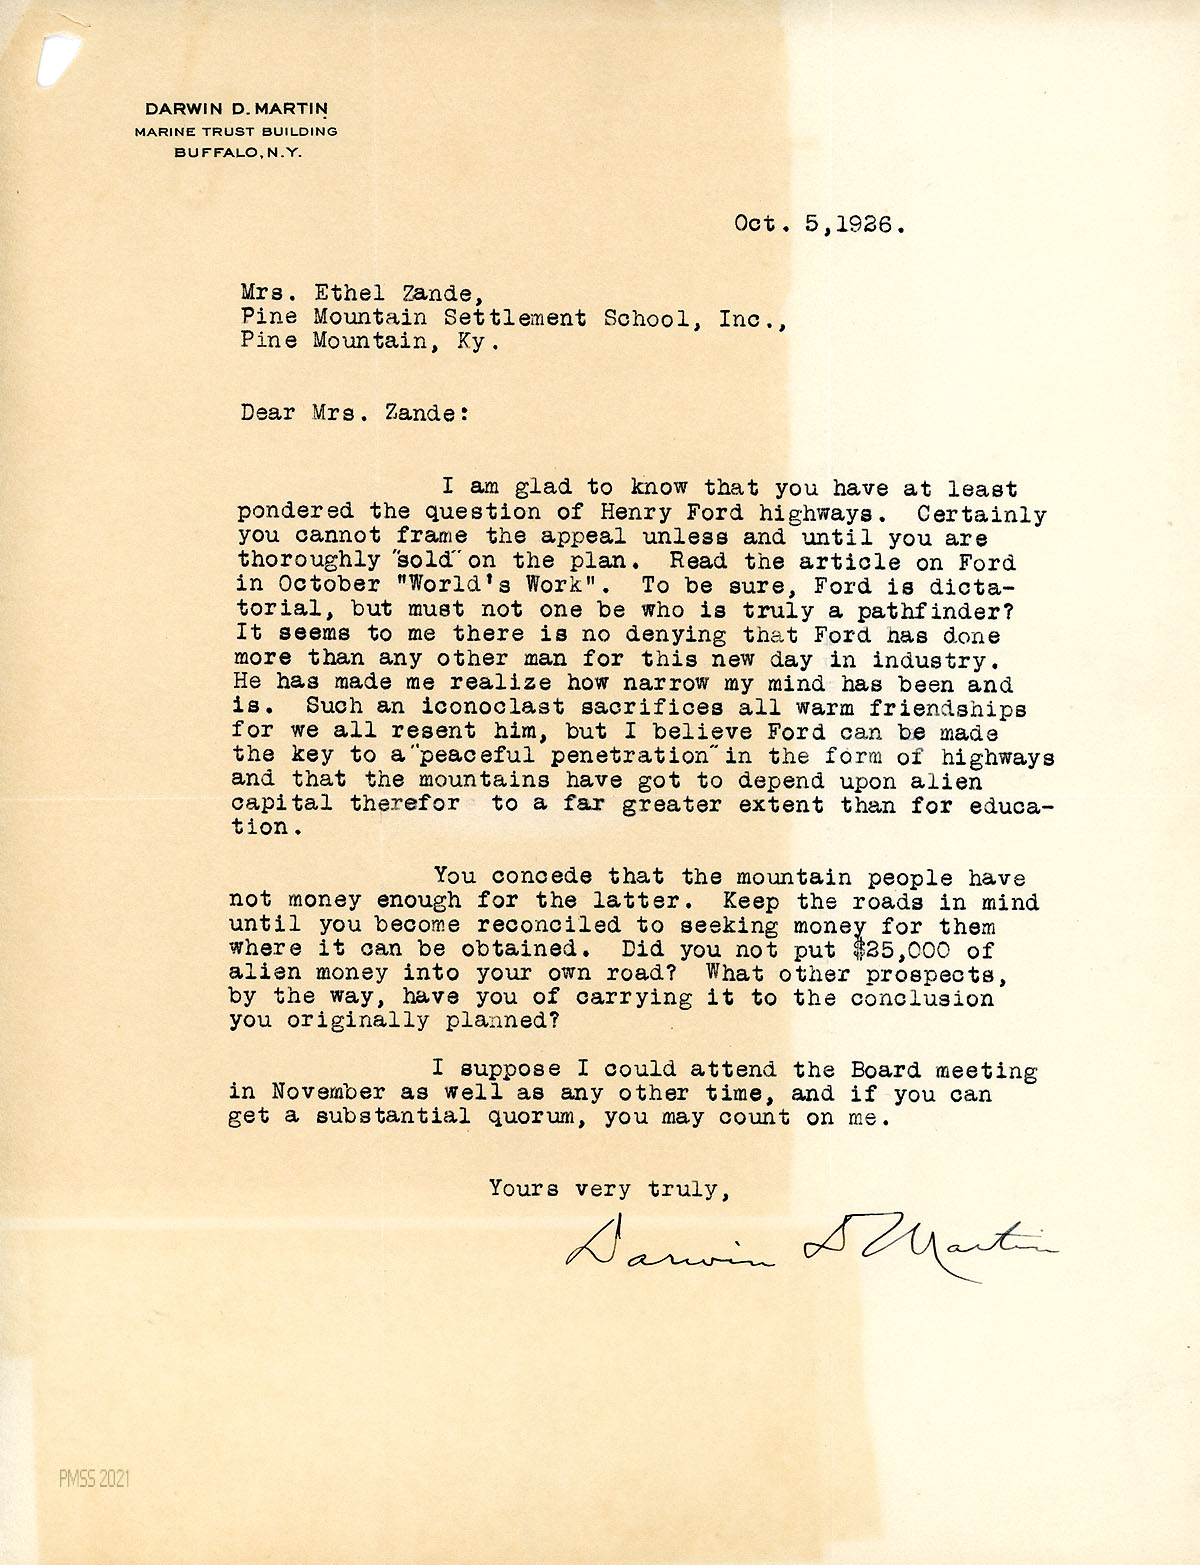 DARWIN D. MARTIN
MARINE TRUST BUILDING
BUFFALO, N.Y.
Oct. 5,1926.
Mrs. Ethel Zande,
Pine Mountain Settlement School, Inc.,
Pine Mountain, Ky.
Dear Mrs. Zande:
I am glad to know that you have at least
pondered the question of Henry Ford highways. Certainly
you cannot frame the appeal unless and until you are
thoroughly "sold" on the plan. Read the article on Ford
in October "World's Work". To be sure, Ford is dicta-
torial, but must not one be who is truly a pathfinder?
It seems to me there is no denying that Ford has done
more than any other man for this new day in industry.
He has made me realize how narrow my mind has been and
is. Such an iconoclast sacrifices all warm friendships
for we all resent him, but I believe Ford can be made
the key to a "peaceful penetration" in the form of highways
and that the mountains have got to depend upon alien
capital therefor to a far greater extent than for educa-
tion.
You concede that the mountain people have
not money enough for the latter. Keep the roads in mind
until you become reconciled to seeking money for them
where it can be obtained. Did you not put $25,000 of
alien money into your own road? What other prospects,
by the way, have you of carrying it to the conclusion
you originally planned?
I suppose I could attend the Board meeting
in November as well as any other time, and if you can
get a substantial quorum, you may count on me.
Yours very truly,
Darwin D Martin
PMSS 2021